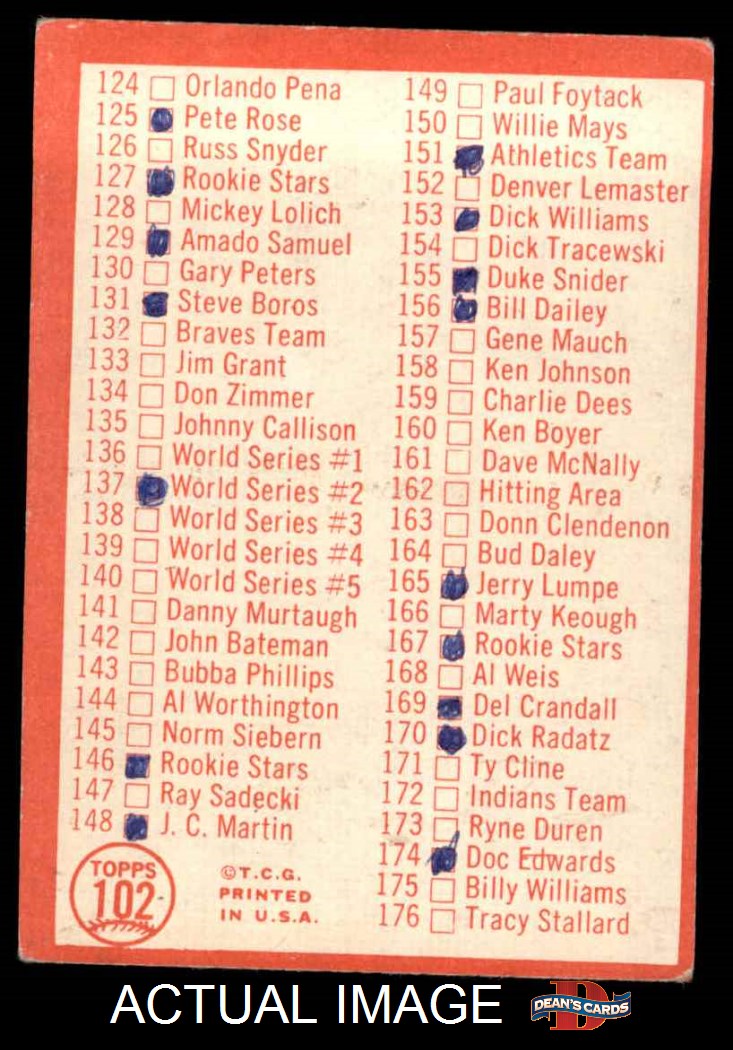 124 Orlando Pena
125 Pete Rose
126 Russ Snyder
127 Rookie Stars
128 Mickey Lolich
129 Amado Samuel
130 Gary Peters
131 Steve Boros
132 Braves Team
133 Jim Grant
134 Don Zimmer
135 Johnny Callison
136 World Series #1
137 World Series #2
138 World Series #3
139 World Series #4
140 World Series #5
141 Danny Murtaugh
142 John Bateman
143 Bubba Phillips
144 Al Worthington
145 Norm Siebern
146 Rookie Stars
147 Ray Sadecki
148 J. C. Martin
149 Paul Foytack
150 Willie Mays
151 Athletics Team
152 Denver Lemaster
153 Dick Williams
154 Dick Tracewski
155 Duke Snider
156 Bill Dailey
157 Gene Mauch
158 Ken Johnson
159 Charlie Dees
160 Ken Boyer
161 Dave McNally
162 Hitting Area
163 Donn Clendenon
164 Bud Daley
165 Jerry Lumpe
166 Marty Keough
167 Rookie Stars
168 Al Weis
169 Del Crandall
170 Dick Radatz
171 Ty Cline
172 Indians Team
173 Ryne Duren
174 Doc Edwards
175 Billy Williams
176 Tracy Stallard
TOPPS
102
©T.C.G.
PRINTED
IN U.S.A.
ACTUAL IMAGE
D
DEAN'S CARDS